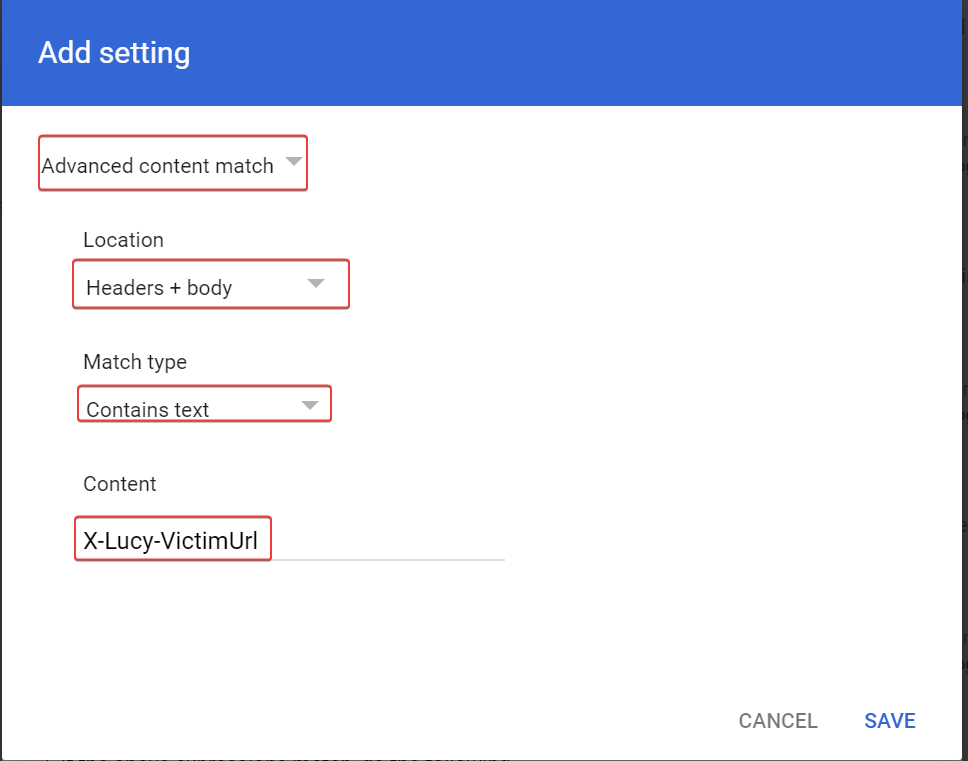 Add setting
Advanced content match
Location
Headers + body
Match type
Contains text
Content
X-Lucy-VictimUrl
CANCEL SAVE